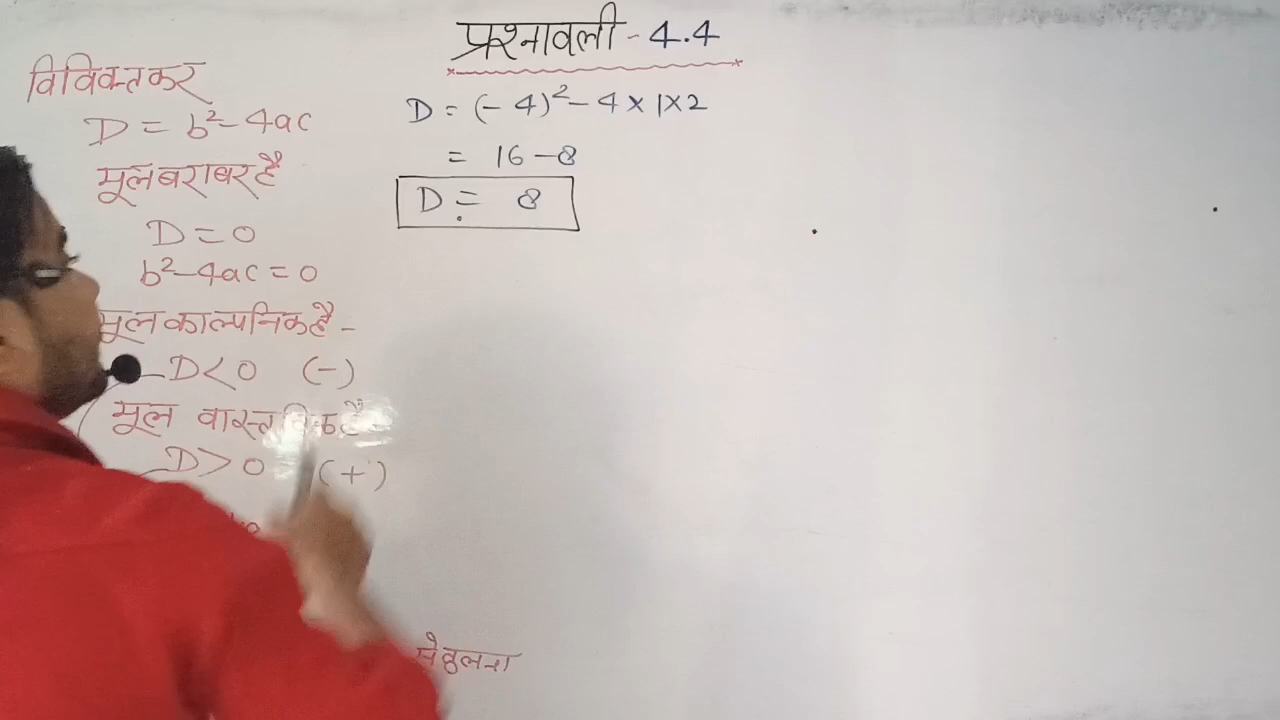 प्रश्नावली - 4.4
विविक्तकर
D = b² - 4ac
मूल बराबर है
D = 0
b² - 4ac = 0
मूल काल्पनिक है -
D < 0 (-)
मूल वास्तविक है -
D > 0 (+)
से तुलना
D = (- 4)² - 4 × 1 × 2
= 16 - 8
D = 8